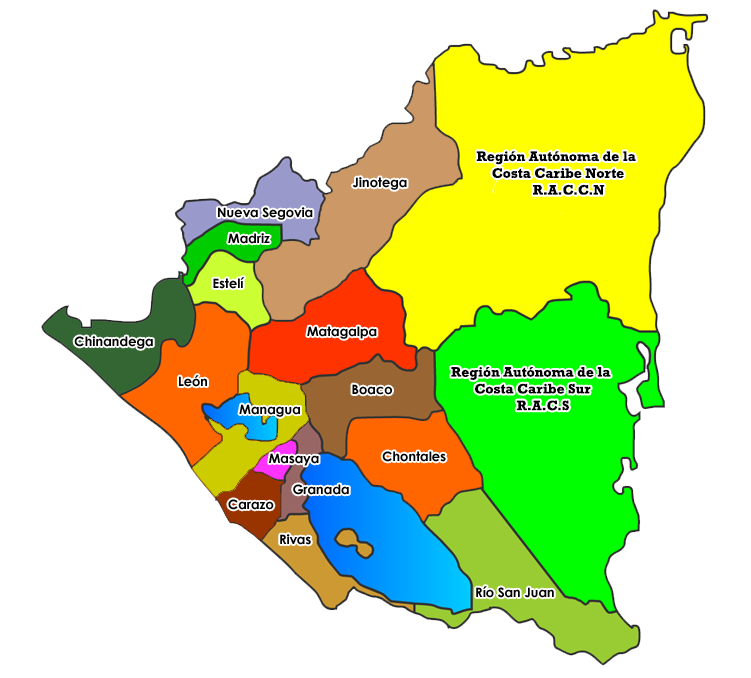 Región Autónoma de la
Costa Caribe Norte
R.A.C.C.N
Jinotega
Nueva Segovia
Madriz
Estelí
Chinandega
Matagalpa
León
Región Autónoma de la
Costa Caribe Sur
R.A.C.S
Boaco
Managua
Masaya
Chontales
Granada
Carazo
Rivas
Río San Juan